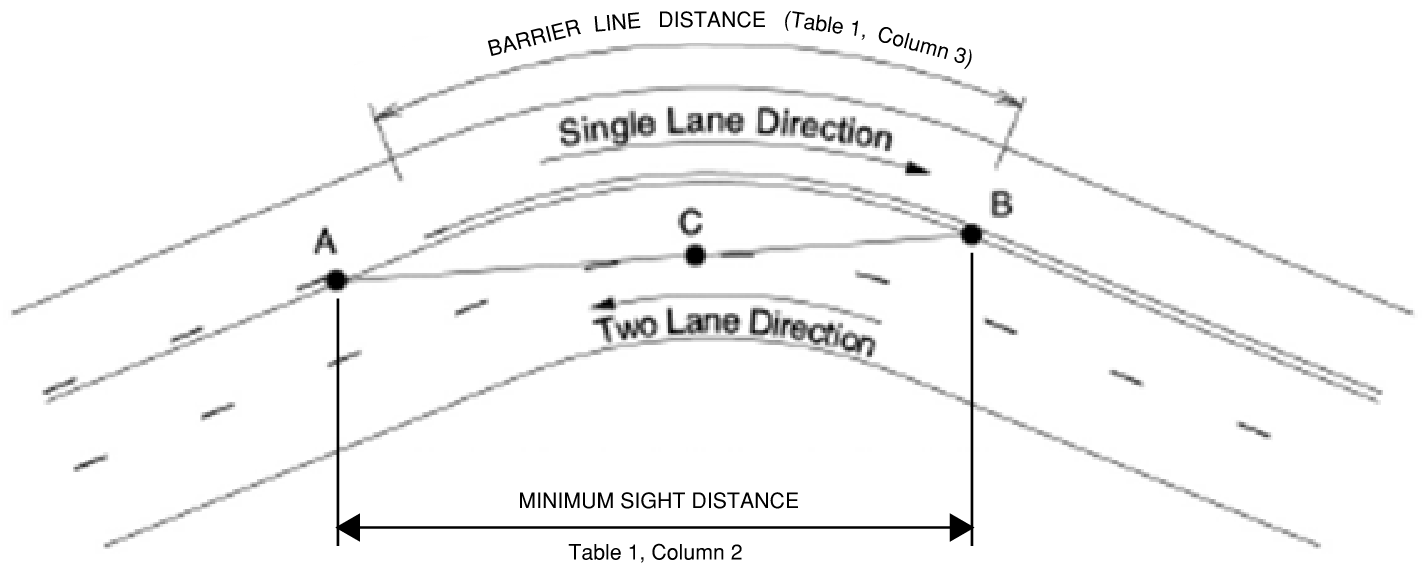 BARRIER LINE DISTANCE (Table 1, Column 3)
Single Lane Direction
B
C
A
Two Lane Direction
MINIMUM SIGHT DISTANCE
Table 1, Column 2